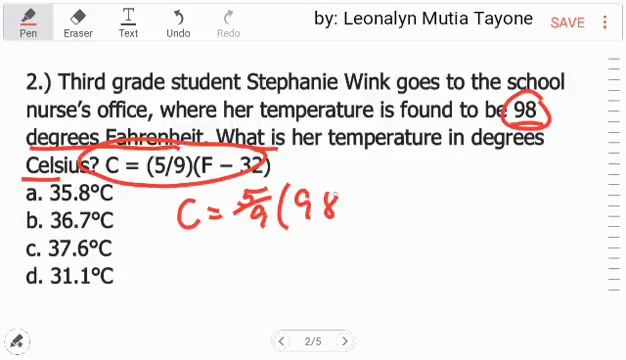 by: Leonalyn Mutia Tayone
SAVE
Pen Eraser Text Undo Redo
2.) Third grade student Stephanie Wink goes to the school
nurse's office, where her temperature is found to be 98
degrees Fahrenheit. What is her temperature in degrees
Celsius? C = (5/9)(F − 32)
a. 35.8°C
C = 5/9 (98
b. 36.7°C
c. 37.6°C
d. 31.1°C
2/5